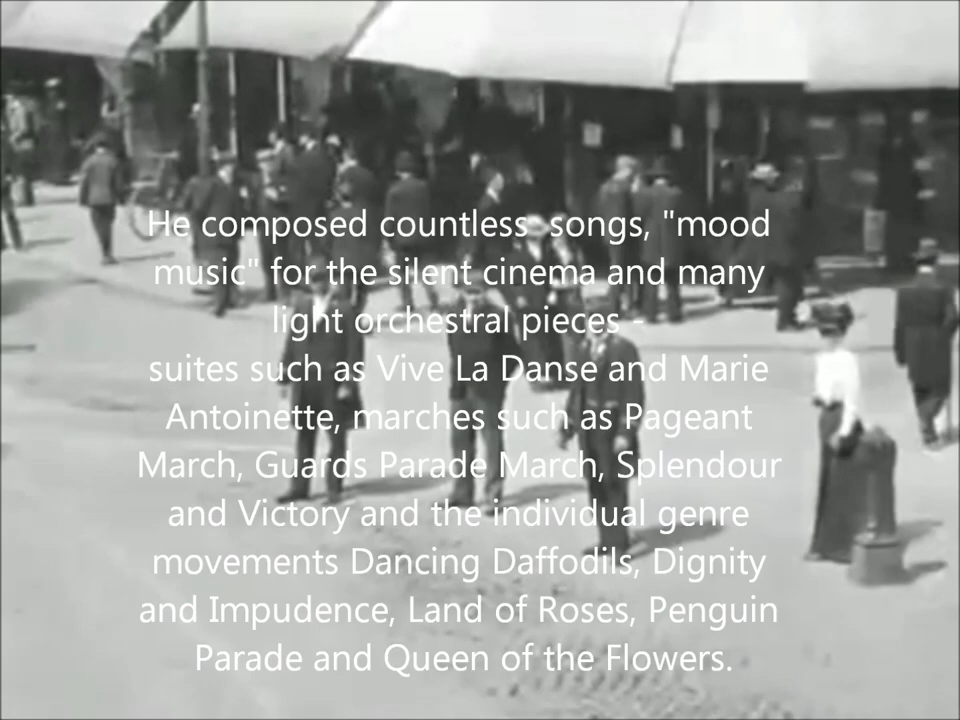 He composed countless  songs, "mood
music" for the silent cinema and many
light orchestral pieces -
suites such as Vive La Danse and Marie
Antoinette, marches such as Pageant
March, Guards Parade March, Splendour
and Victory and the individual genre
movements Dancing Daffodils, Dignity
and Impudence, Land of Roses, Penguin
Parade and Queen of the Flowers.